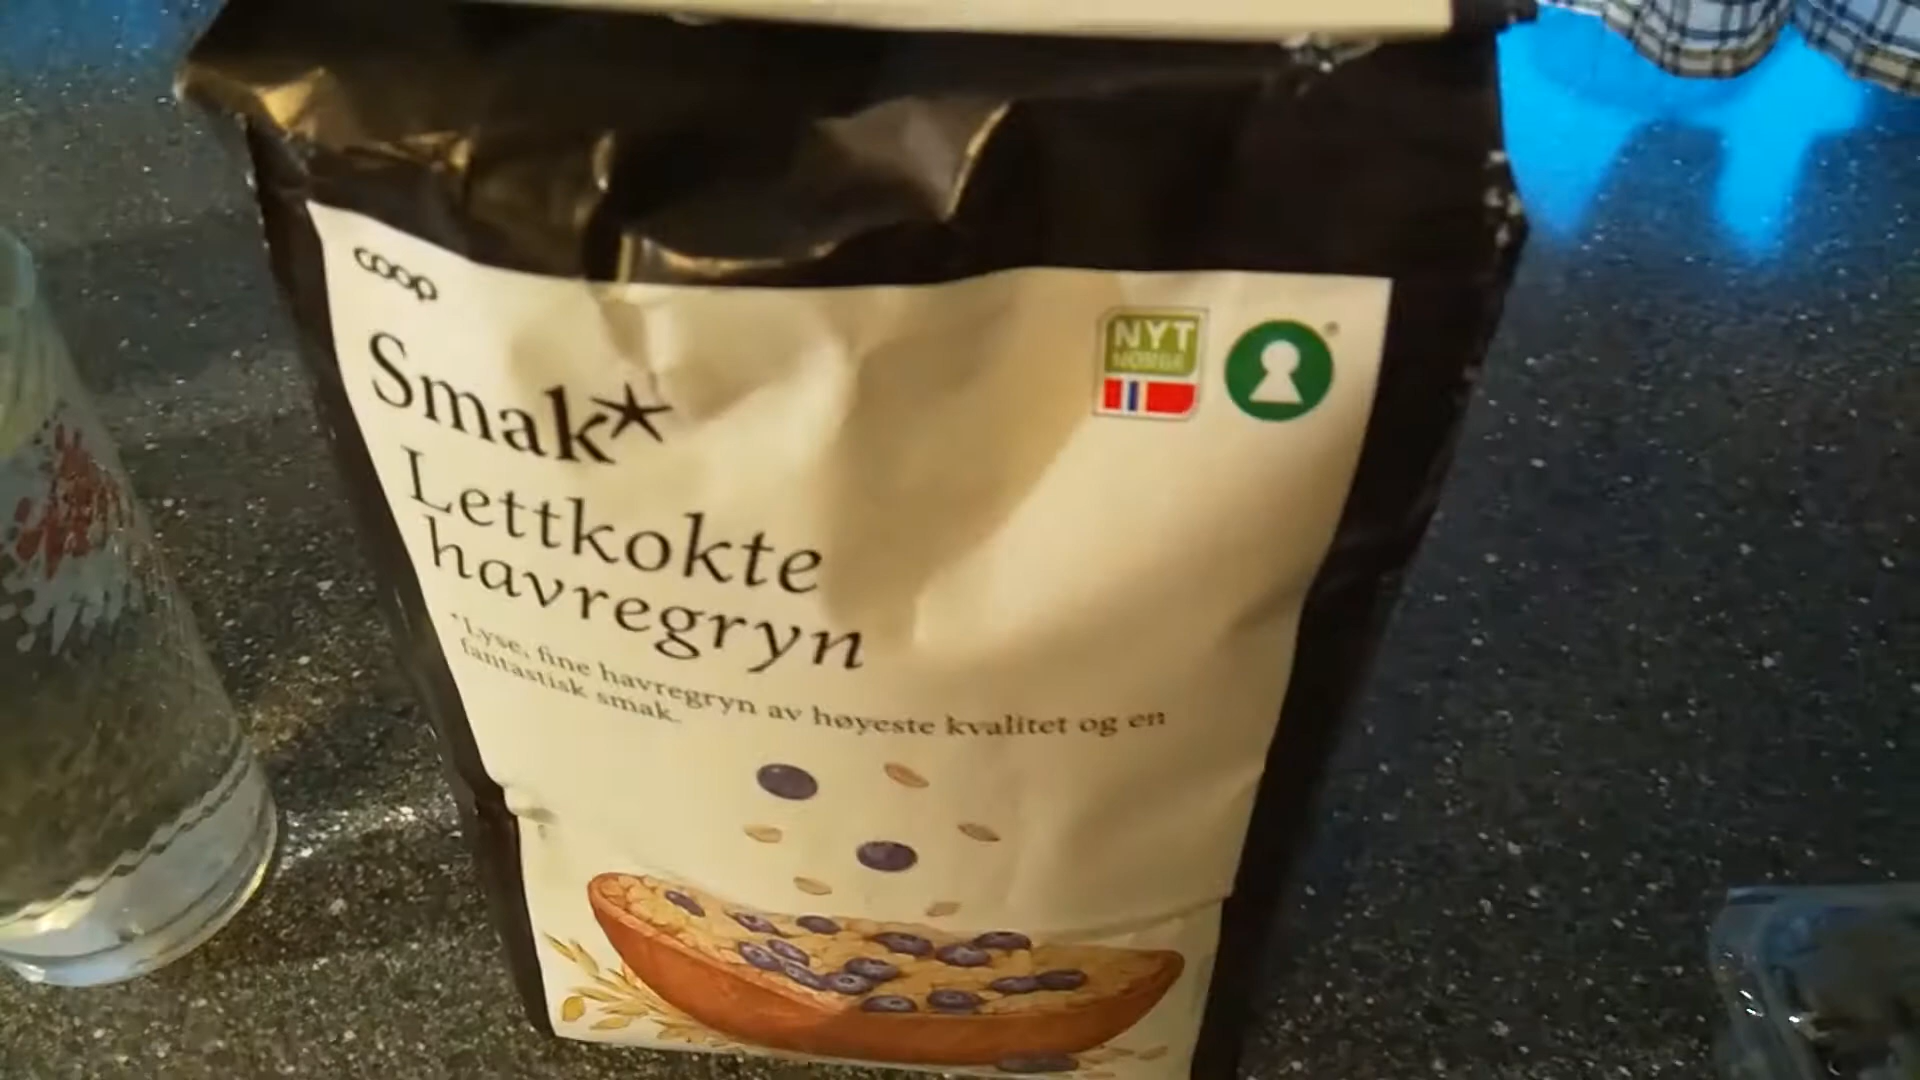 coop
NYT
NORGE
®
Smak*
Lettkokte
havregryn
*Lyse, fine havregryn av høyeste kvalitet og en
fantastisk smak.